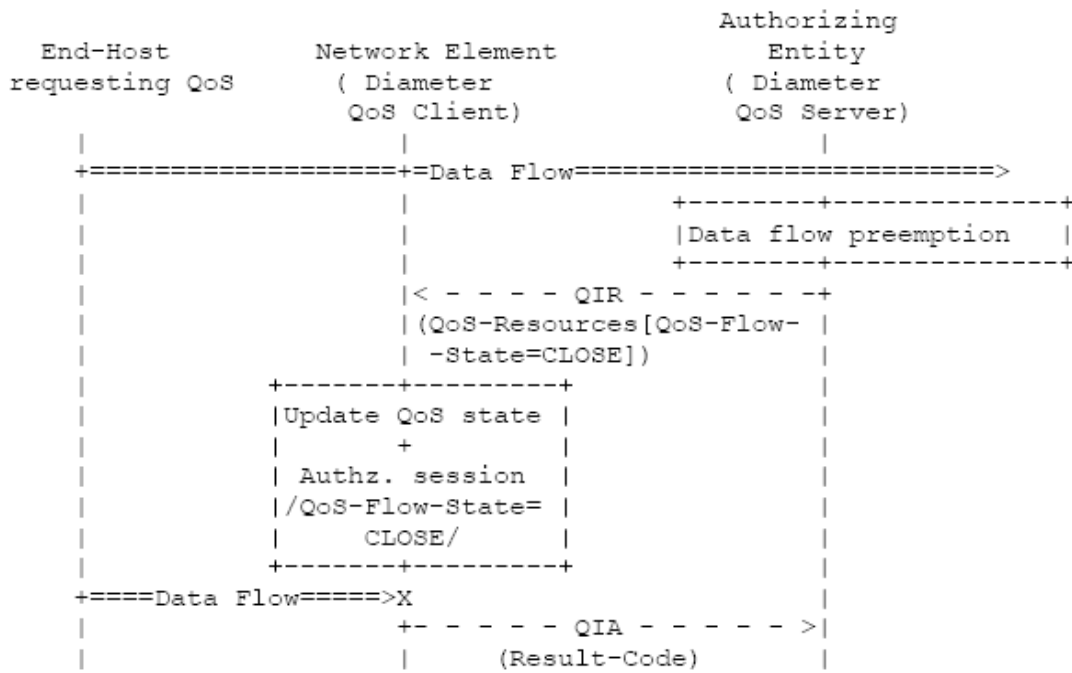 Authorizing
  End-Host         Network Element             Entity
requesting QoS      ( Diameter              ( Diameter
                     QoS Client)             QoS Server)
    |                   |                         |
    +===================+=Data Flow==========================>
    |                   |                +--------+--------------+
    |                   |                |Data flow preemption   |
    |                   |                +--------+--------------+
    |                   |< - - - - QIR - - - - - -+
    |                   |(QoS-Resources[QoS-Flow- |
    |                   | -State=CLOSE])          |
    |           +-------+---------+               |
    |           |Update QoS state |               |
    |           |       +         |               |
    |           | Authz. session  |               |
    |           |/QoS-Flow-State= |               |
    |           |     CLOSE/      |               |
    |           +-------+---------+               |
    +====Data Flow=====>X                         |
    |                   +- - - - - QIA - - - - - >|
    |                   |     (Result-Code)       |